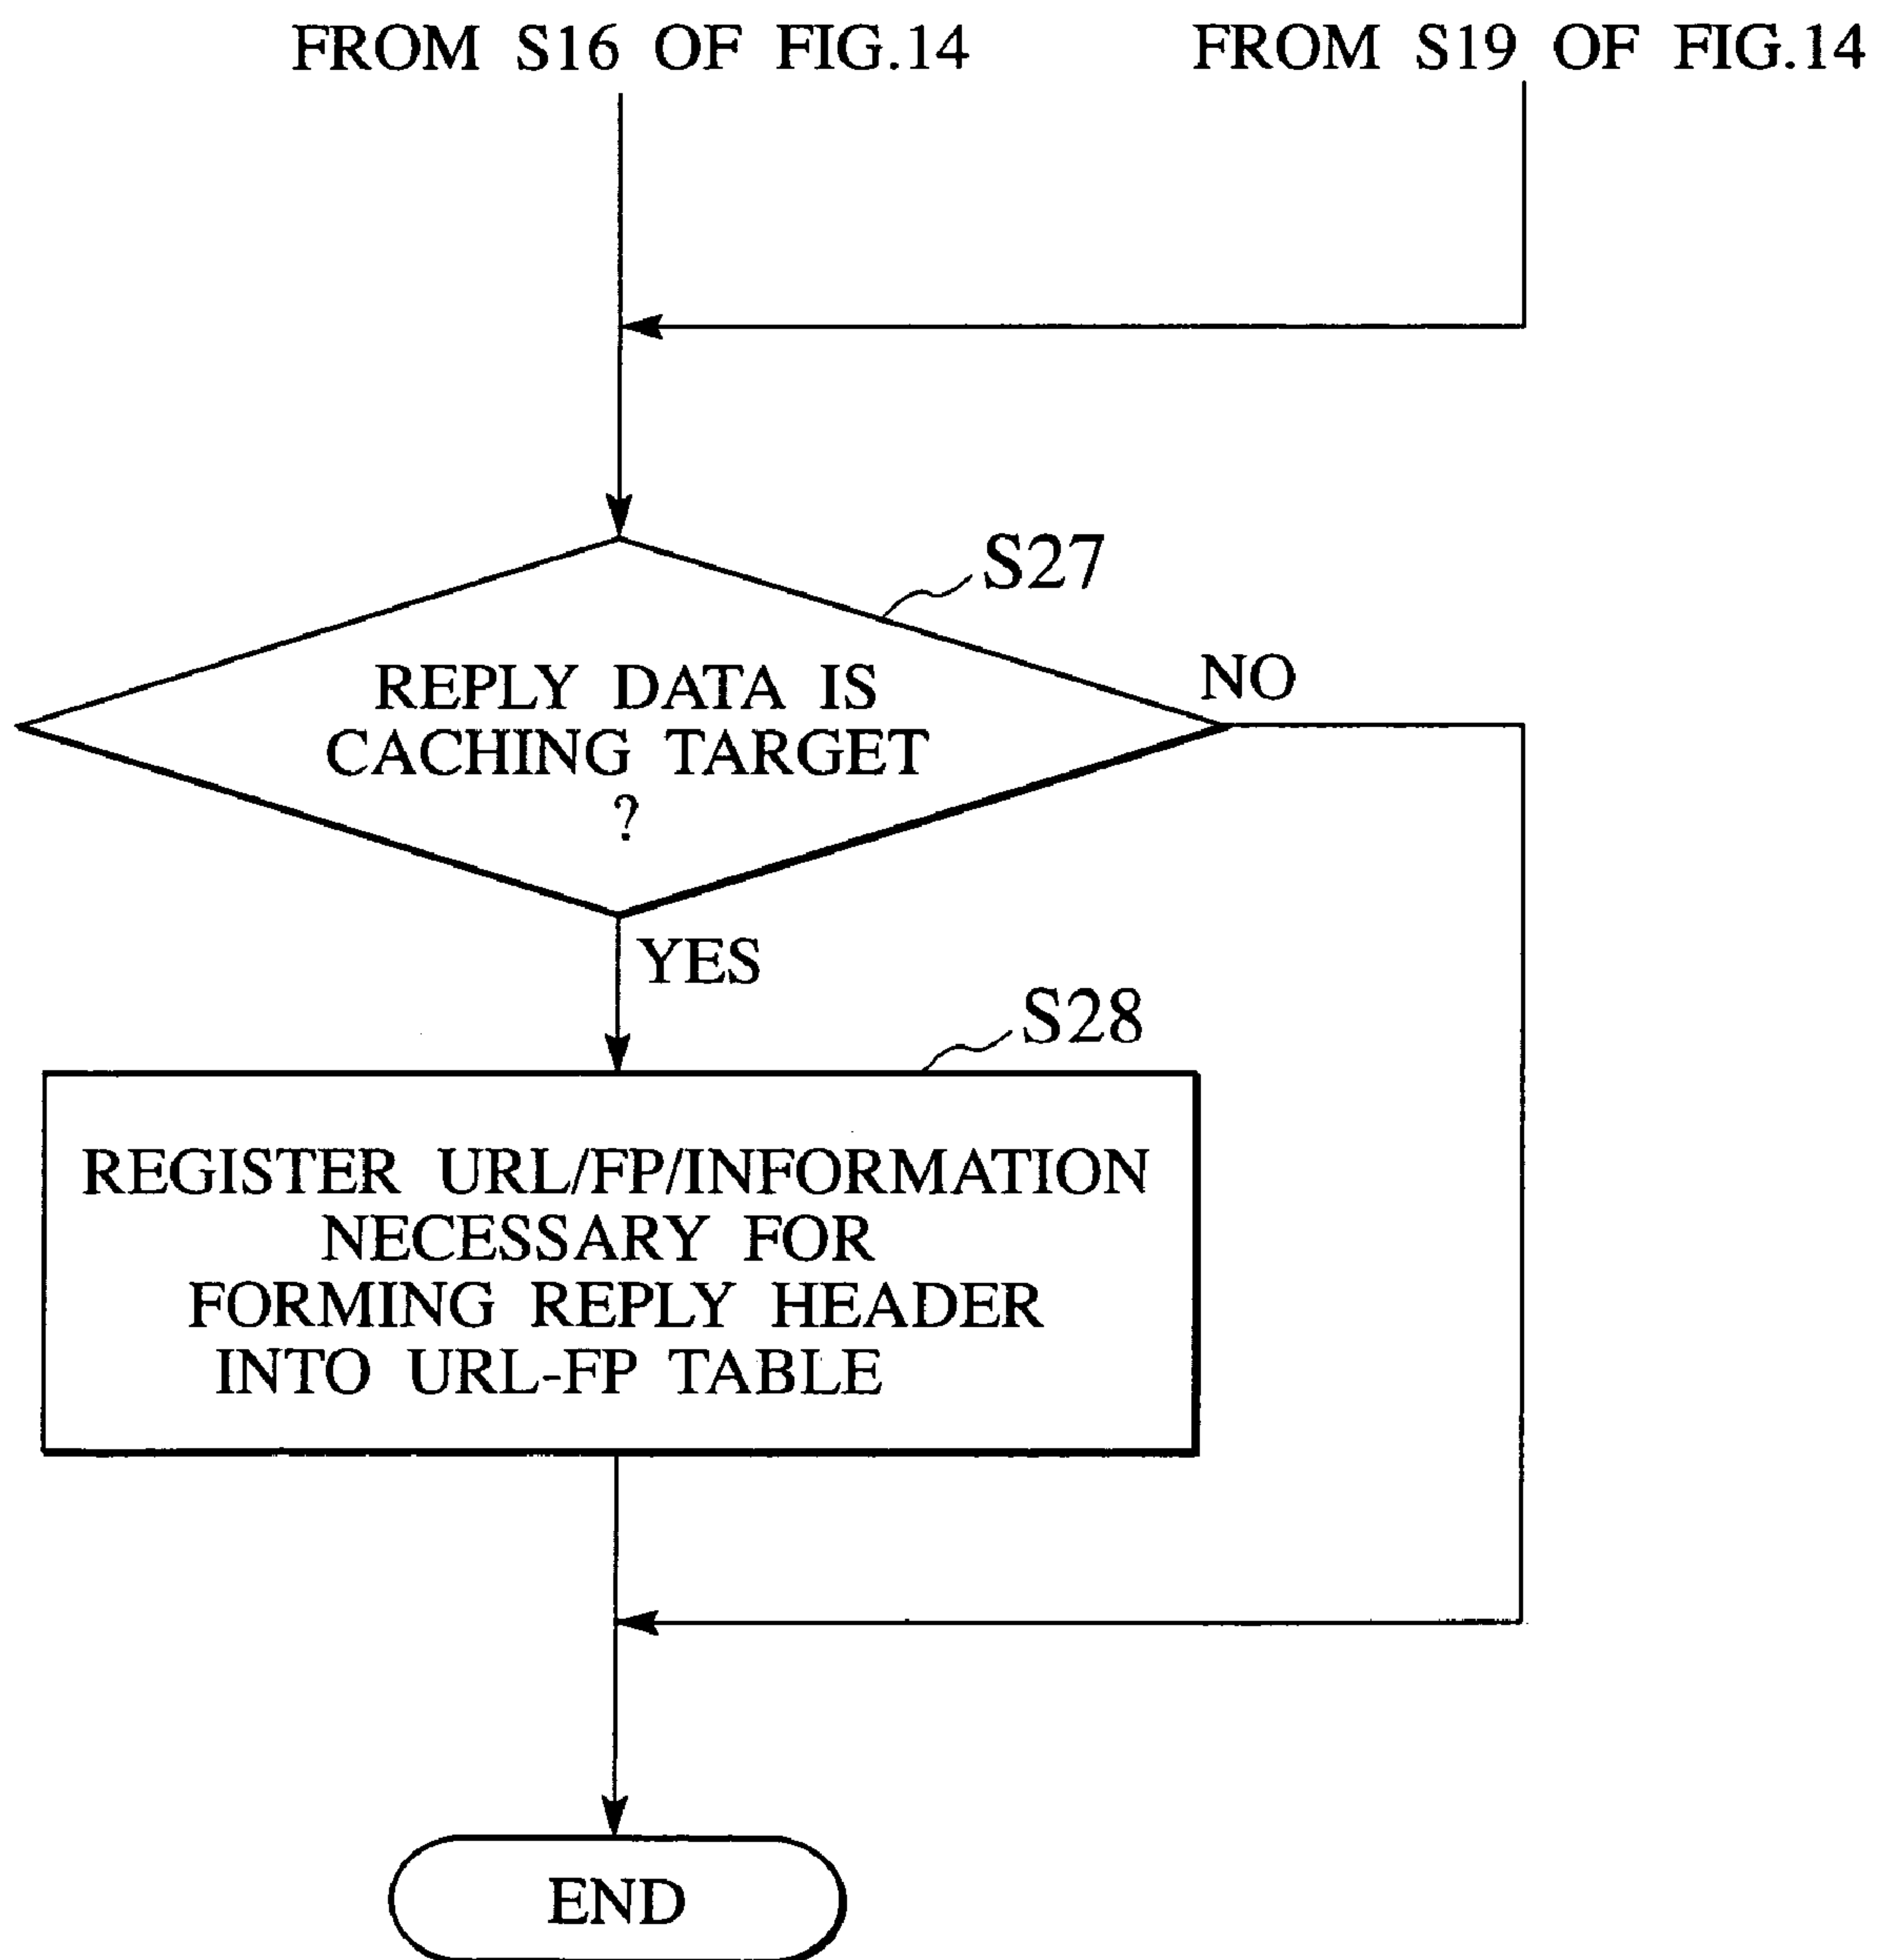 FROM S16 OF FIG.14
FROM S19 OF FIG.14
S27
REPLY DATA IS
CACHING TARGET
?
NO
YES
S28
REGISTER URL/FP/INFORMATION
NECESSARY FOR
FORMING REPLY HEADER
INTO URL-FP TABLE
END